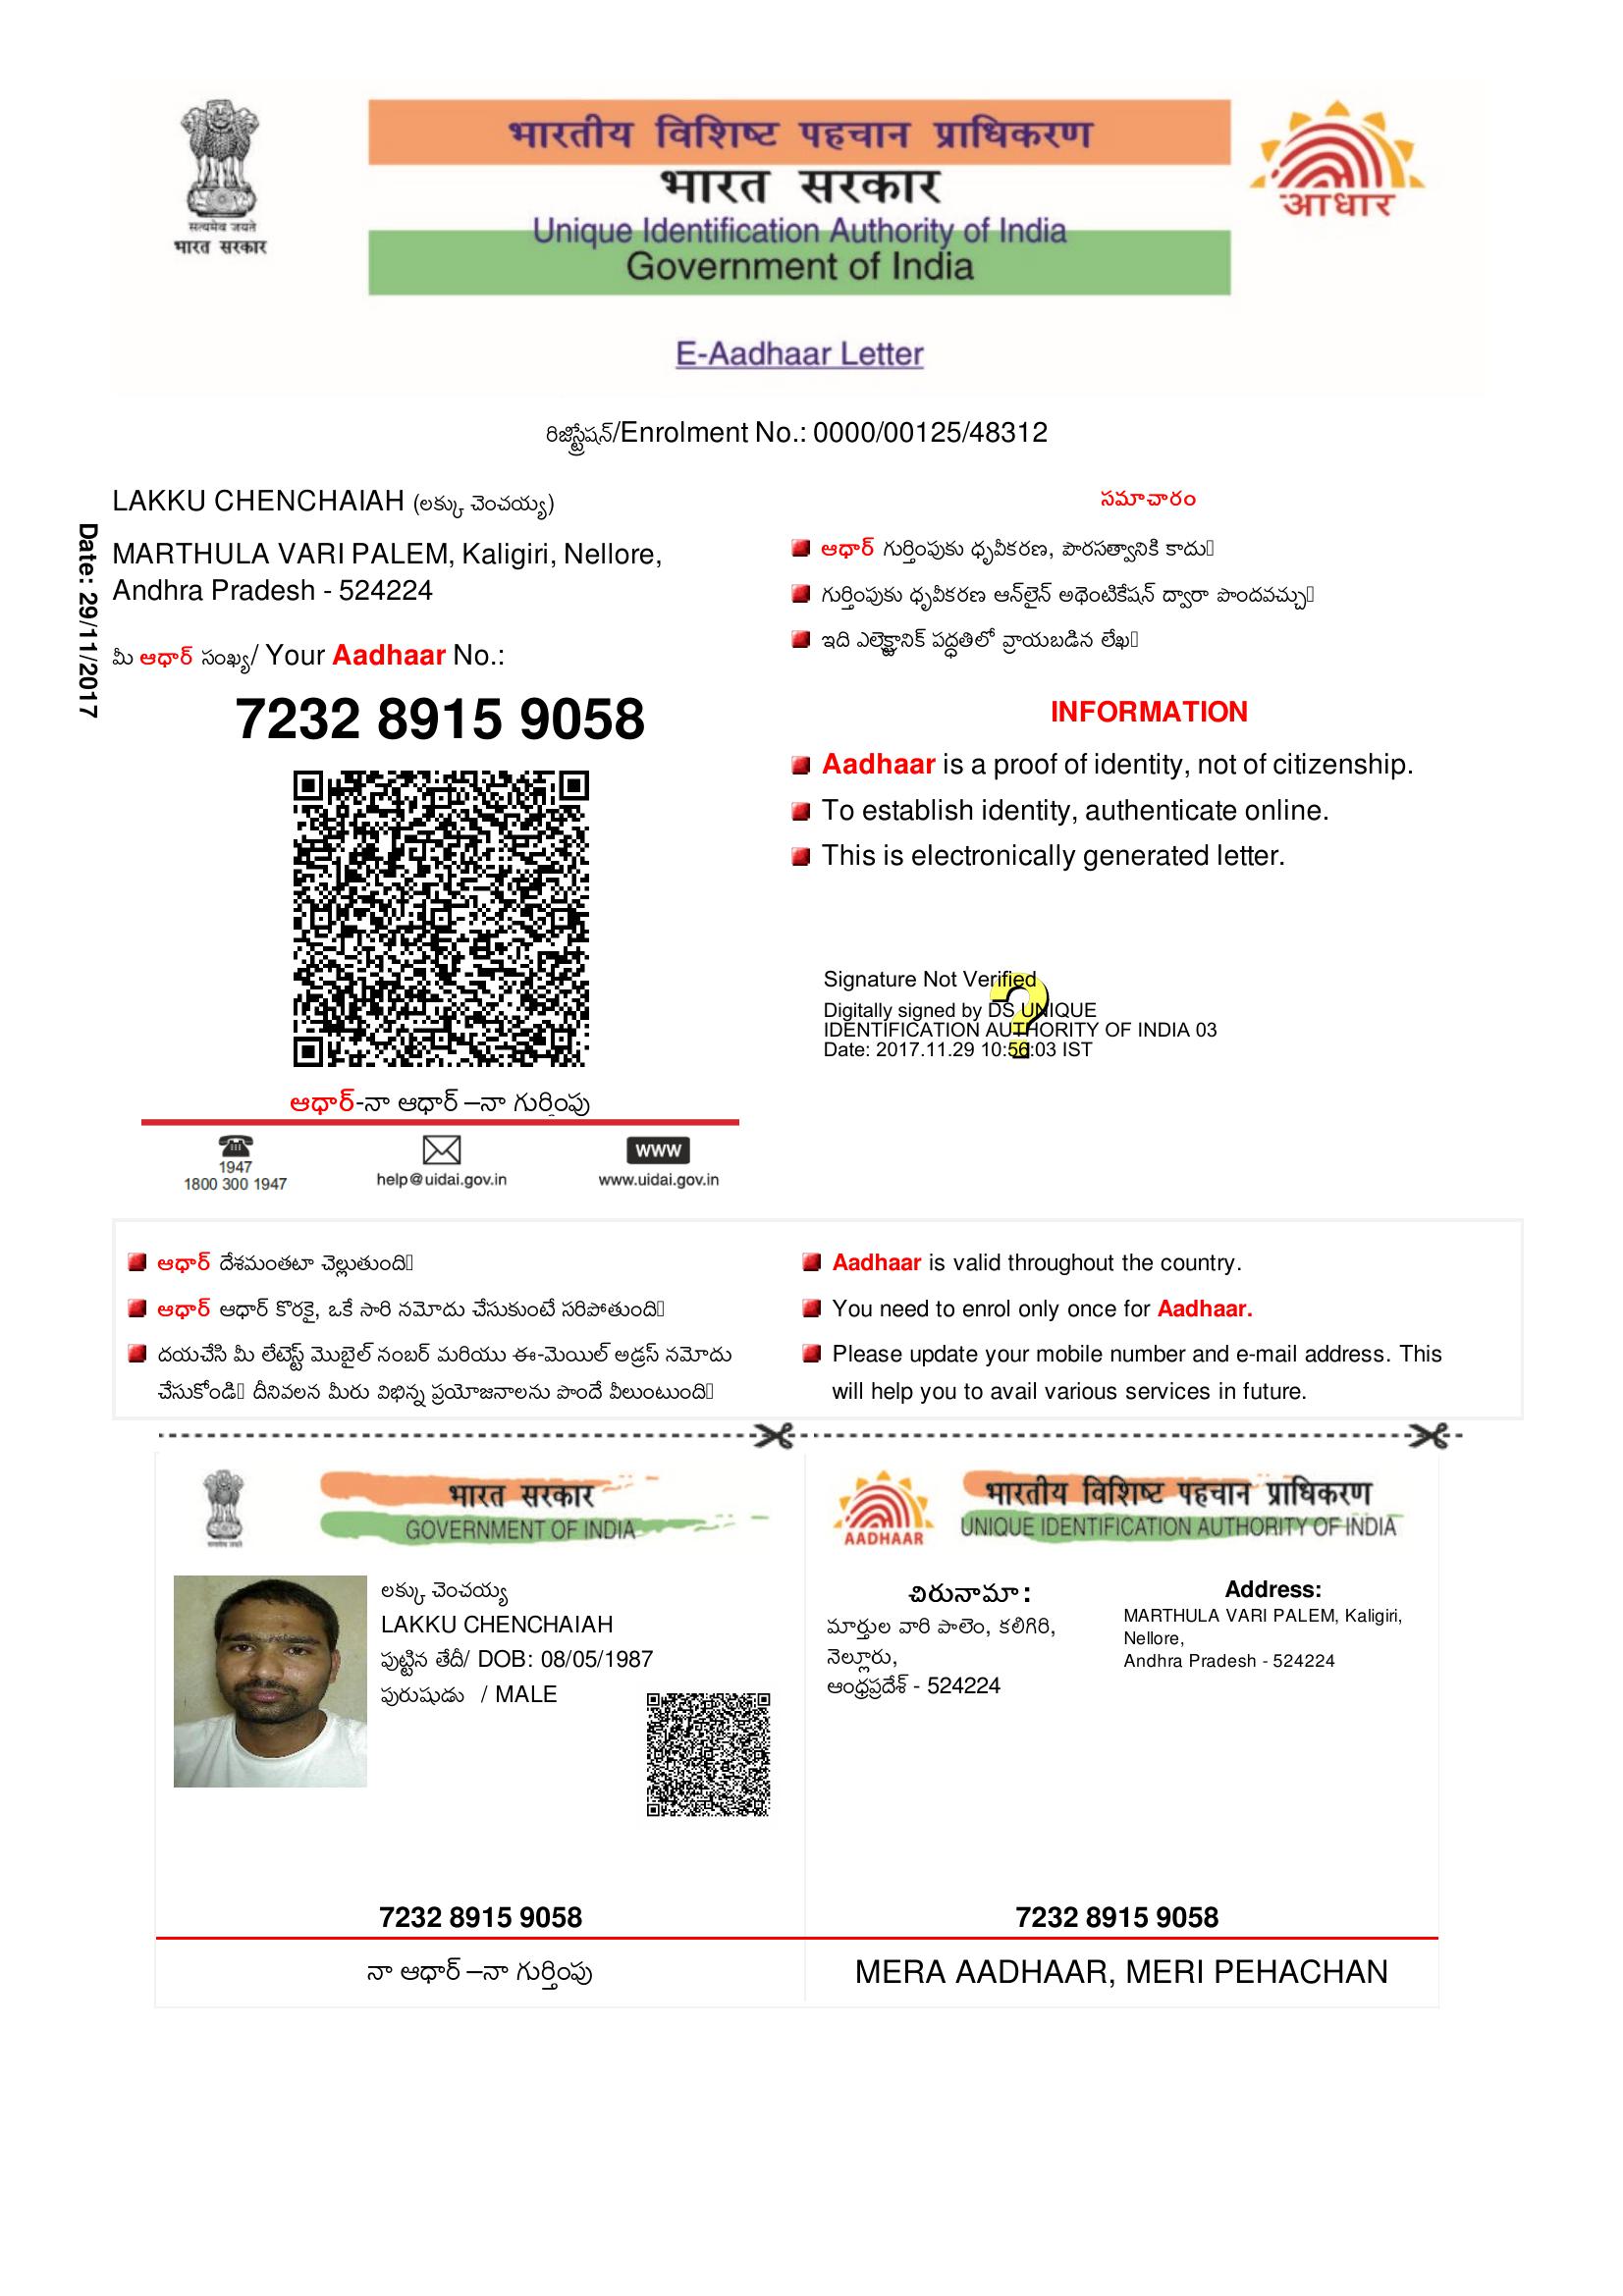 सत्यमेव जयते
भारत सरकार
भारतीय विशिष्ट पहचान प्राधिकरण
भारत सरकार
Unique Identification Authority of India
Government of India
आधार
E-Aadhaar Letter
రిజిస్ట్రేషన్/Enrolment No.: 0000/00125/48312
Date: 29/11/2017
LAKKU CHENCHAIAH (లక్కు చెంచయ్య)
MARTHULA VARI PALEM, Kaligiri, Nellore,
Andhra Pradesh - 524224
మీ ఆధార్ సంఖ్య/ Your Aadhaar No.:
7232 8915 9058
ఆధార్-నా ఆధార్ –నా గుర్తింపు
1947
1800 300 1947
help@uidai.gov.in
www
www.uidai.gov.in
సమాచారం
ఆధార్ గుర్తింపుకు ధృవీకరణ, పౌరసత్వానికి కాదు
గుర్తింపుకు ధృవీకరణ ఆన్‌లైన్ అథెంటికేషన్ ద్వారా పొందవచ్చు
ఇది ఎలెక్ట్రానిక్ పద్ధతిలో వ్రాయబడిన లేఖ
INFORMATION
Aadhaar is a proof of identity, not of citizenship.
To establish identity, authenticate online.
This is electronically generated letter.
Signature Not Verified
Digitally signed by DS UNIQUE
IDENTIFICATION AUTHORITY OF INDIA 03
Date: 2017.11.29 10:56:03 IST
ఆధార్ దేశమంతటా చెల్లుతుంది
ఆధార్ ఆధార్ కొరకై, ఒకే సారి నమోదు చేసుకుంటే సరిపోతుంది
దయచేసి మీ లేటెస్ట్ మొబైల్ నంబర్ మరియు ఈ-మెయిల్ అడ్రస్ నమోదు
చేసుకోండి దీనివలన మీరు విభిన్న ప్రయోజనాలను పొందే వీలుంటుంది
Aadhaar is valid throughout the country.
You need to enrol only once for Aadhaar.
Please update your mobile number and e-mail address. This
will help you to avail various services in future.
सत्यमेव जयते
भारत सरकार
GOVERNMENT OF INDIA
లక్కు చెంచయ్య
LAKKU CHENCHAIAH
పుట్టిన తేదీ/ DOB: 08/05/1987
పురుషుడు / MALE
7232 8915 9058
నా ఆధార్ –నా గుర్తింపు
AADHAAR
भारतीय विशिष्ट पहचान प्राधिकरण
UNIQUE IDENTIFICATION AUTHORITY OF INDIA
చిరునామా:
మార్తుల వారి పాలెం, కలిగిరి,
నెల్లూరు,
ఆంధ్రప్రదేశ్ - 524224
Address:
MARTHULA VARI PALEM, Kaligiri,
Nellore,
Andhra Pradesh - 524224
7232 8915 9058
MERA AADHAAR, MERI PEHACHAN